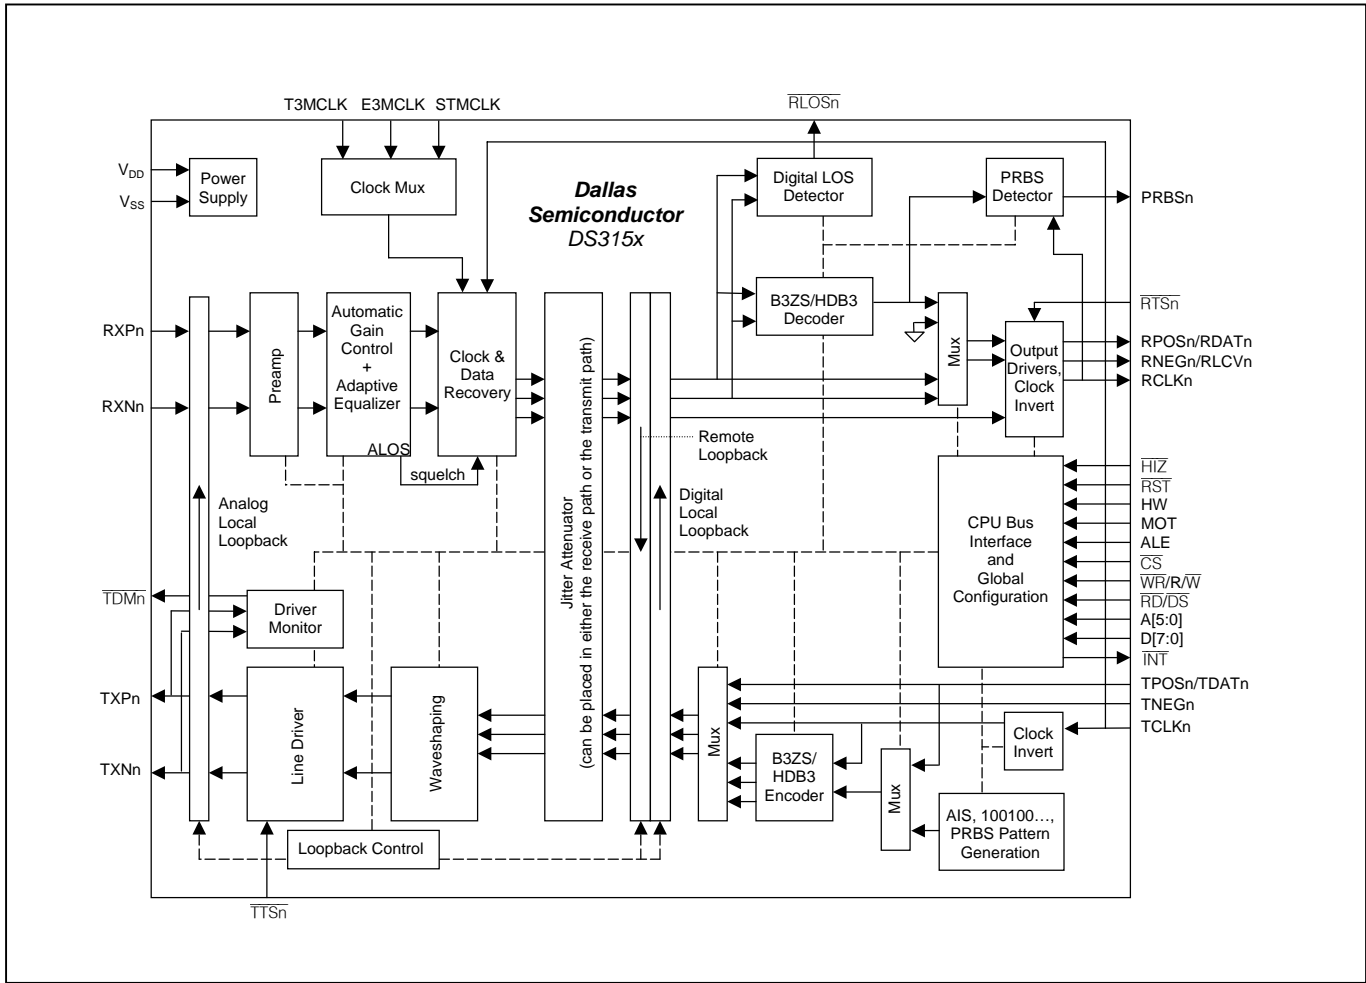 T3MCLK E3MCLK STMCLK
RLOSn
VDD
VSS
Power
Supply
Clock Mux
Dallas
Semiconductor
DS315x
Digital LOS
Detector
PRBS
Detector
PRBSn
RXPn
RXNn
Preamp
Automatic
Gain
Control
+
Adaptive
Equalizer
ALOS
squelch
Clock &
Data
Recovery
B3ZS/HDB3
Decoder
Mux
Output
Drivers,
Clock
Invert
RTSn
RPOSn/RDATn
RNEGn/RLCVn
RCLKn
Remote
Loopback
Analog
Local
Loopback
Digital
Local
Loopback
Jitter Attenuator
(can be placed in either the receive path or the transmit path)
CPU Bus
Interface
and
Global
Configuration
HIZ
RST
HW
MOT
ALE
CS
WR/R/W
RD/DS
A[5:0]
D[7:0]
INT
TDMn
Driver
Monitor
TXPn
TXNn
Line Driver
Waveshaping
Mux
B3ZS/
HDB3
Encoder
Mux
Clock
Invert
TPOSn/TDATn
TNEGn
TCLKn
AIS, 100100…,
PRBS Pattern
Generation
Loopback Control
TTSn